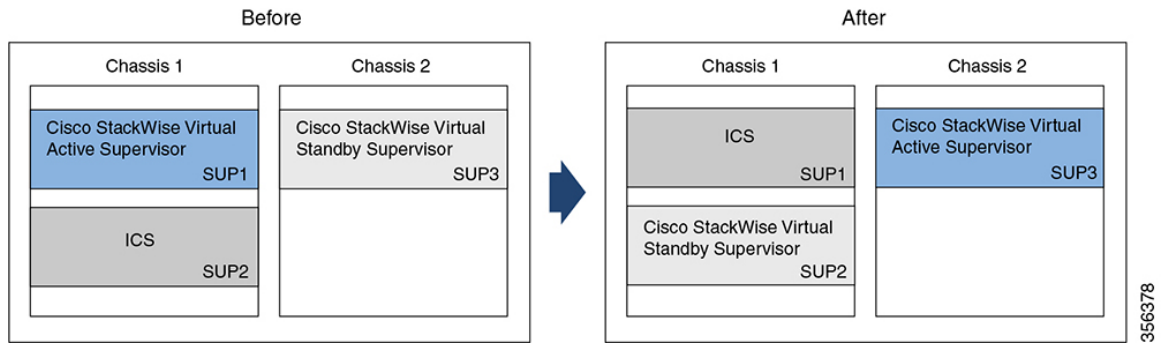 Before
Chassis 1
Chassis 2
Cisco StackWise Virtual
Active Supervisor
SUP1
Cisco StackWise Virtual
Standby Supervisor
SUP3
ICS
SUP2
After
Chassis 1
Chassis 2
ICS
SUP1
Cisco StackWise Virtual
Active Supervisor
SUP3
Cisco StackWise Virtual
Standby Supervisor
SUP2
356378